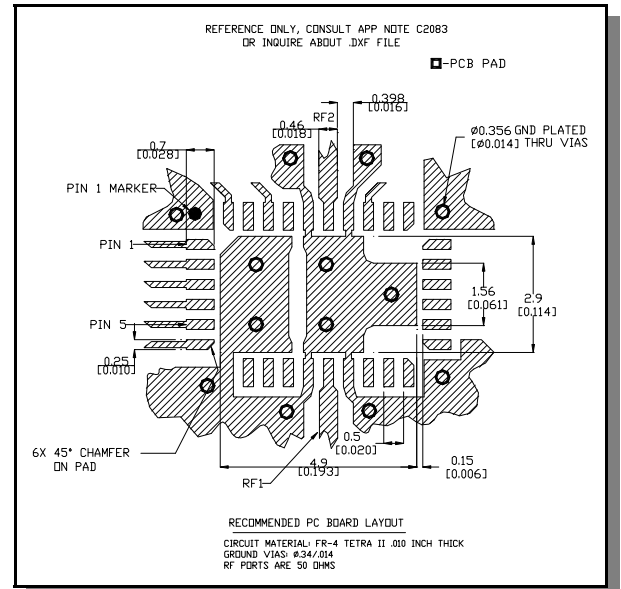 REFERENCE ONLY, CONSULT APP NOTE C2083
OR INQUIRE ABOUT .DXF FILE
-PCB PAD
0.398
[0.016]
RF2
0.46
[0.018]
Ø0.356 GND PLATED
[Ø0.014] THRU VIAS
0.7
[0.028]
PIN 1 MARKER
PIN 1
1.56
[0.061]
2.9
[0.114]
PIN 5
0.25
[0.010]
6X 45° CHAMFER
ON PAD
0.5
[0.020]
4.9
[0.193]
0.15
[0.006]
RF1
RECOMMENDED PC BOARD LAYOUT
CIRCUIT MATERIAL: FR-4 TETRA II .010 INCH THICK
GROUND VIAS: Ø.34/.014
RF PORTS ARE 50 OHMS